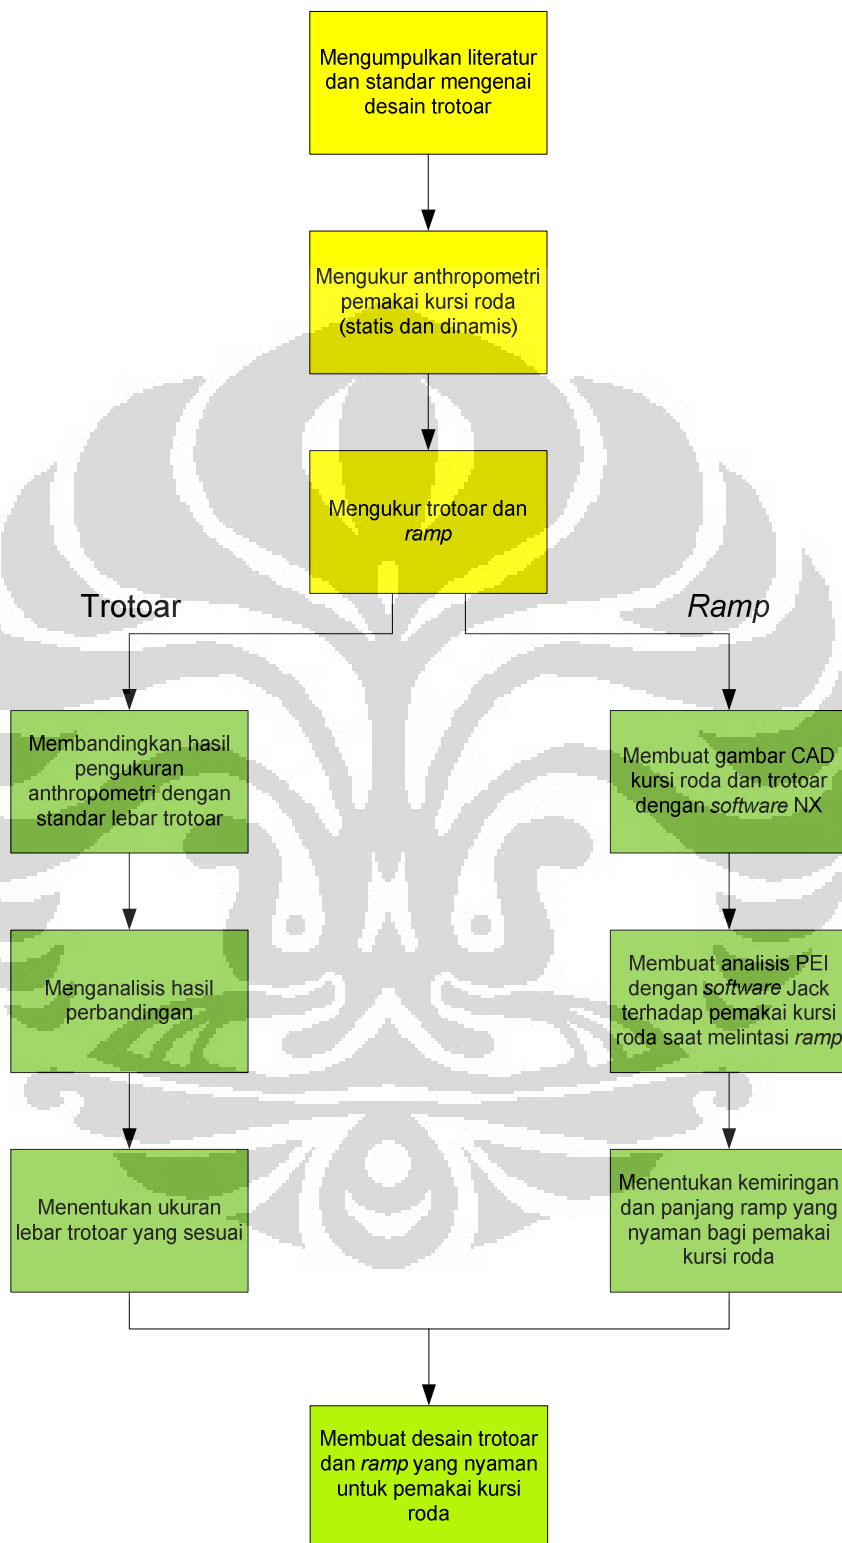 Mengumpulkan literatur
dan standar mengenai
desain trotoar
Mengukur anthropometri
pemakai kursi roda
(statis dan dinamis)
Mengukur trotoar dan
ramp
Trotoar
Ramp
Membandingkan hasil
pengukuran
anthropometri dengan
standar lebar trotoar
Menganalisis hasil
perbandingan
Menentukan ukuran
lebar trotoar yang sesuai
Membuat gambar CAD
kursi roda dan trotoar
dengan software NX
Membuat analisis PEI
dengan software Jack
terhadap pemakai kursi
roda saat melintasi ramp
Menentukan kemiringan
dan panjang ramp yang
nyaman bagi pemakai
kursi roda
Membuat desain trotoar
dan ramp yang nyaman
untuk pemakai kursi
roda